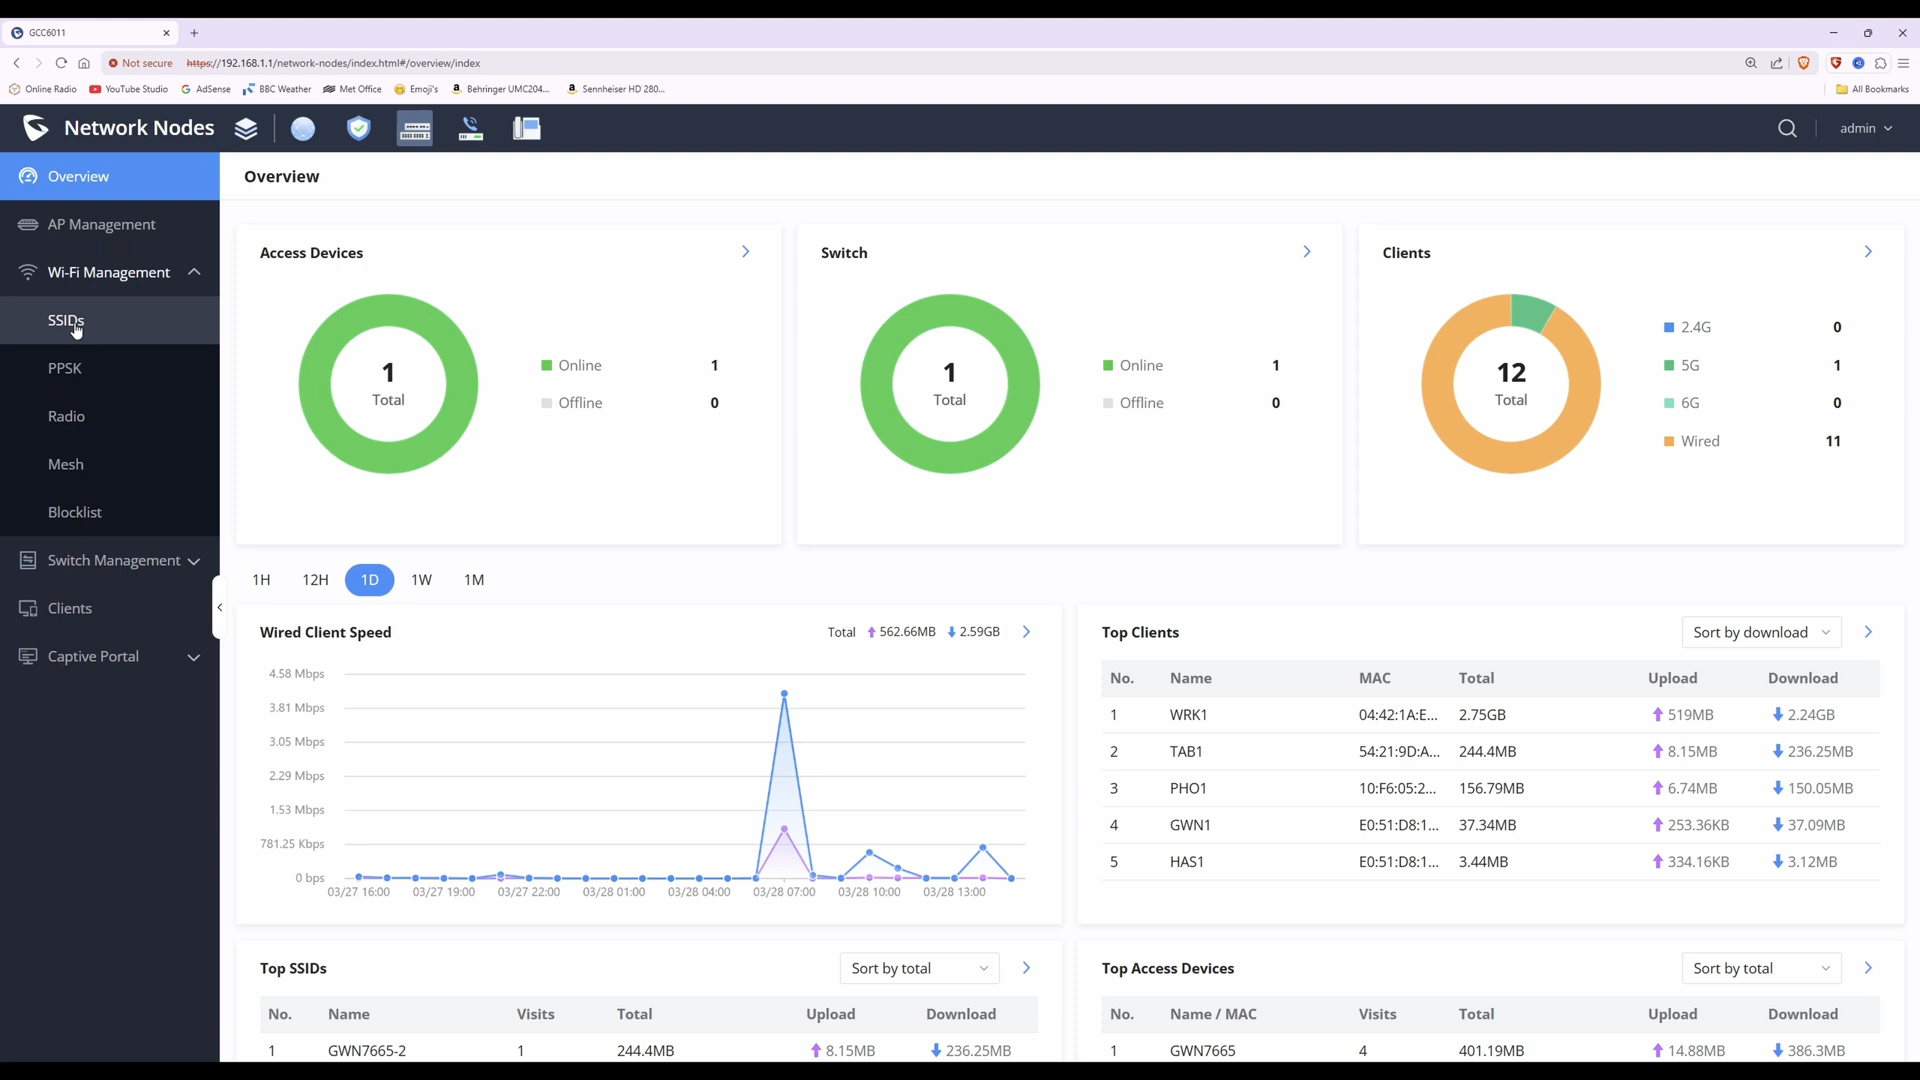 GCC6011
Not secure https://192.168.1.1/network-nodes/index.html#/overview/index
Online Radio YouTube Studio AdSense BBC Weather Met Office Emoji's Behringer UMC204... Sennheiser HD 280... All Bookmarks
Network Nodes admin
Overview
AP Management
Wi-Fi Management
SSIDs
PPSK
Radio
Mesh
Blocklist
Switch Management
Clients
Captive Portal
Overview
Access Devices
1
Total
Online 1
Offline 0
Switch
1
Total
Online 1
Offline 0
Clients
12
Total
2.4G 0
5G 1
6G 0
Wired 11
1H 12H 1D 1W 1M
Wired Client Speed Total 562.66MB 2.59GB
4.58 Mbps
3.81 Mbps
3.05 Mbps
2.29 Mbps
1.53 Mbps
781.25 Kbps
0 bps
03/27 16:00 03/27 19:00 03/27 22:00 03/28 01:00 03/28 04:00 03/28 07:00 03/28 10:00 03/28 13:00
Top Clients Sort by download
No. Name MAC Total Upload Download
1 WRK1 04:42:1A:E... 2.75GB 519MB 2.24GB
2 TAB1 54:21:9D:A... 244.4MB 8.15MB 236.25MB
3 PHO1 10:F6:05:2... 156.79MB 6.74MB 150.05MB
4 GWN1 E0:51:D8:1... 37.34MB 253.36KB 37.09MB
5 HAS1 E0:51:D8:1... 3.44MB 334.16KB 3.12MB
Top SSIDs Sort by total
No. Name Visits Total Upload Download
1 GWN7665-2 1 244.4MB 8.15MB 236.25MB
Top Access Devices Sort by total
No. Name / MAC Visits Total Upload Download
1 GWN7665 4 401.19MB 14.88MB 386.3MB